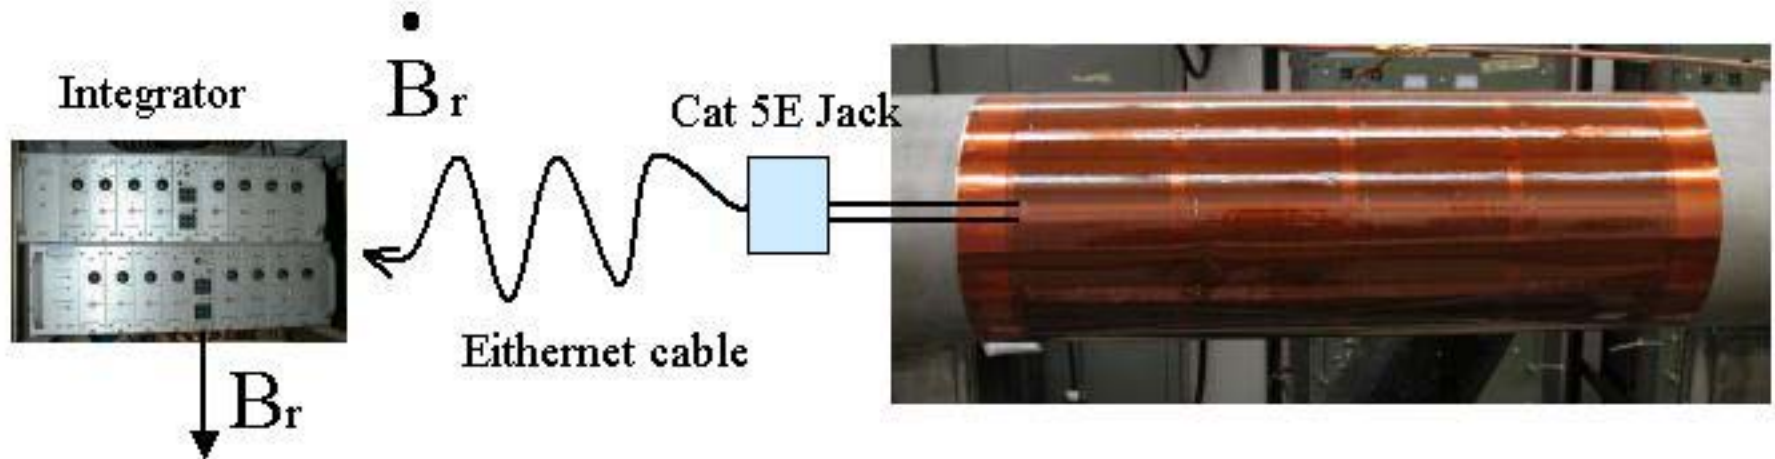 Ḃr
Integrator
Cat 5E Jack
Eithernet cable
Br